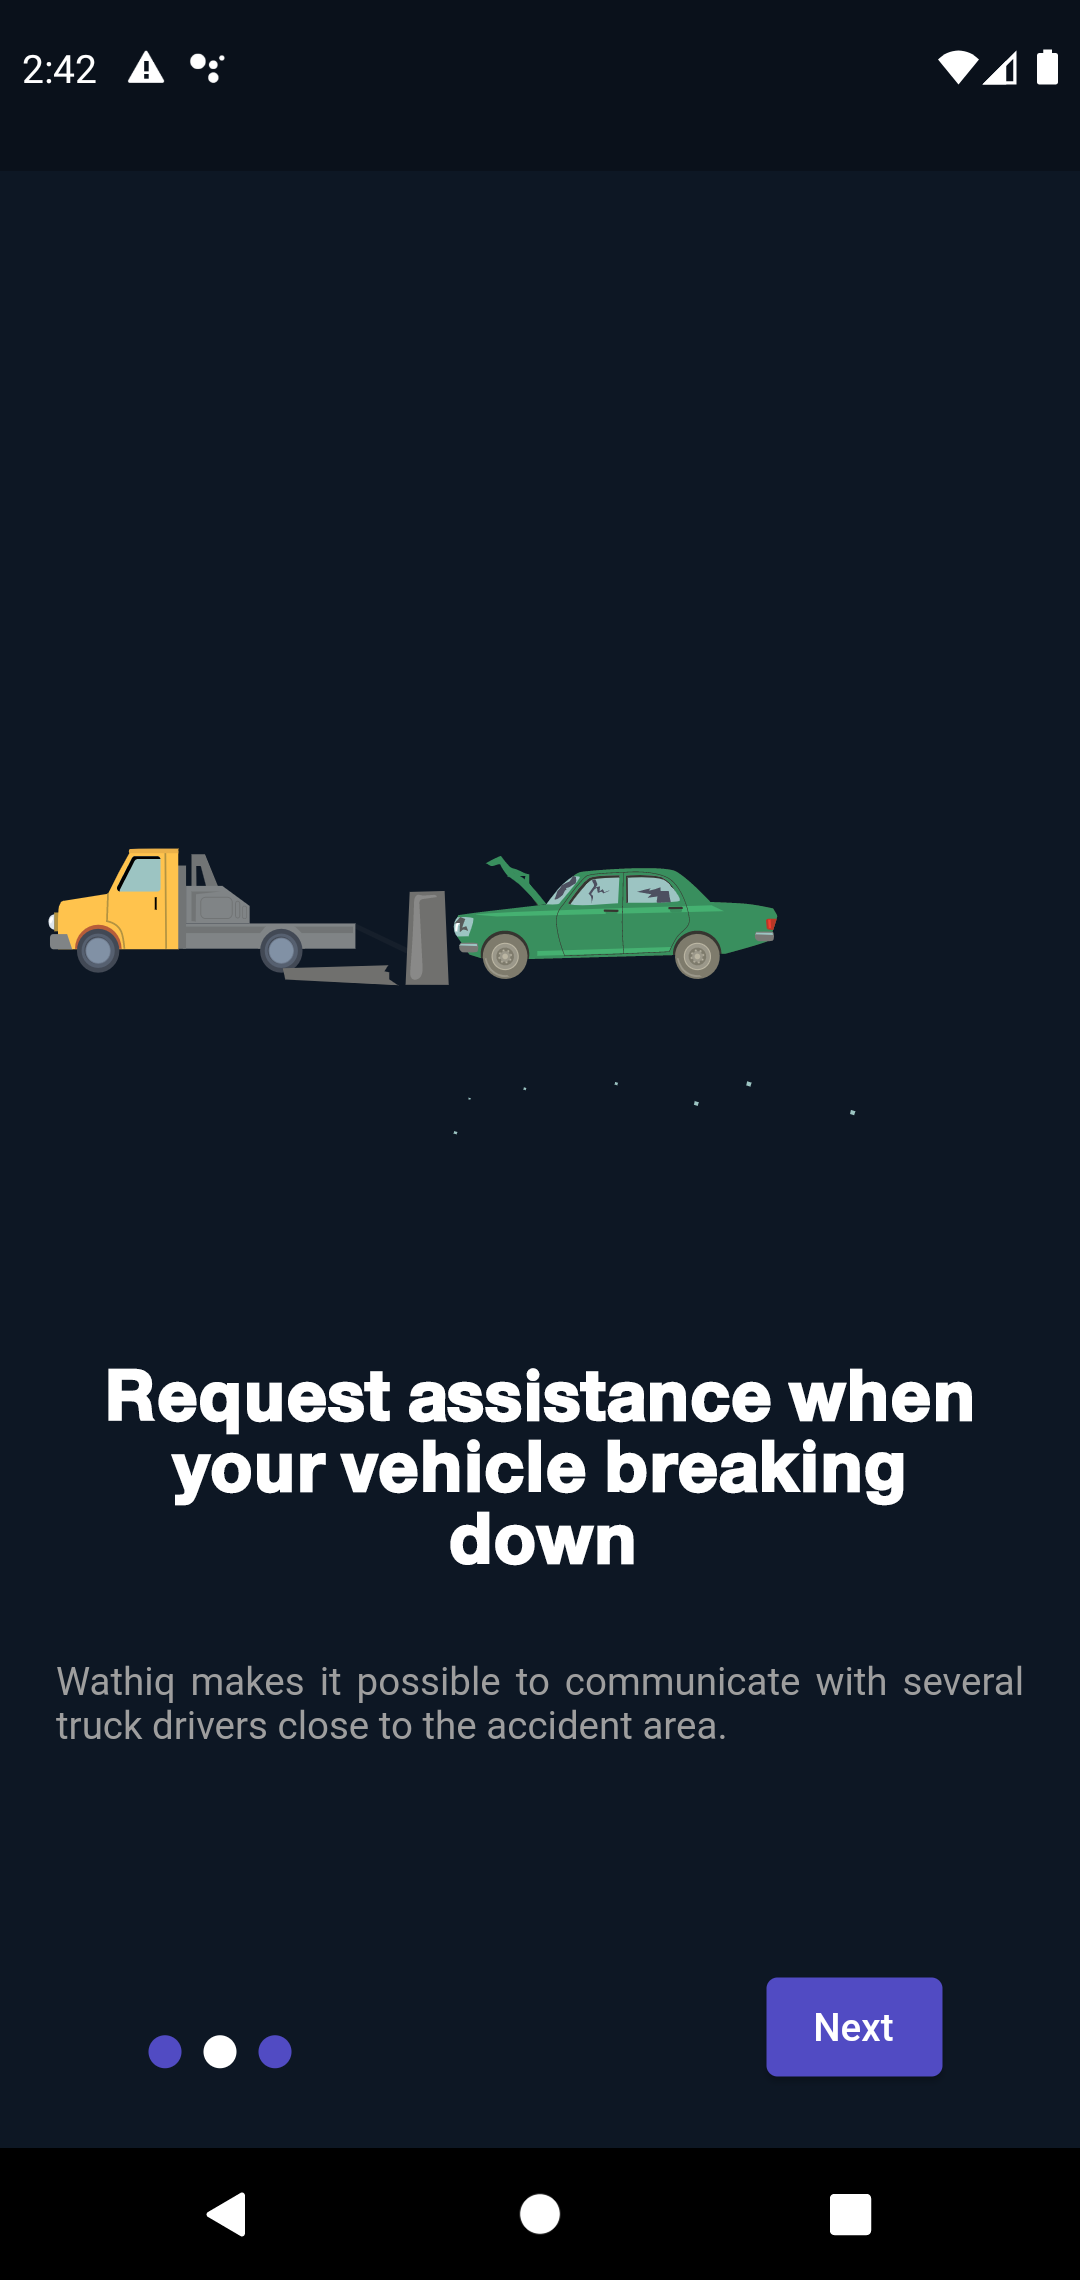 2:42
Request assistance when
your vehicle breaking
down
Wathiq makes it possible to communicate with several
truck drivers close to the accident area.
Next